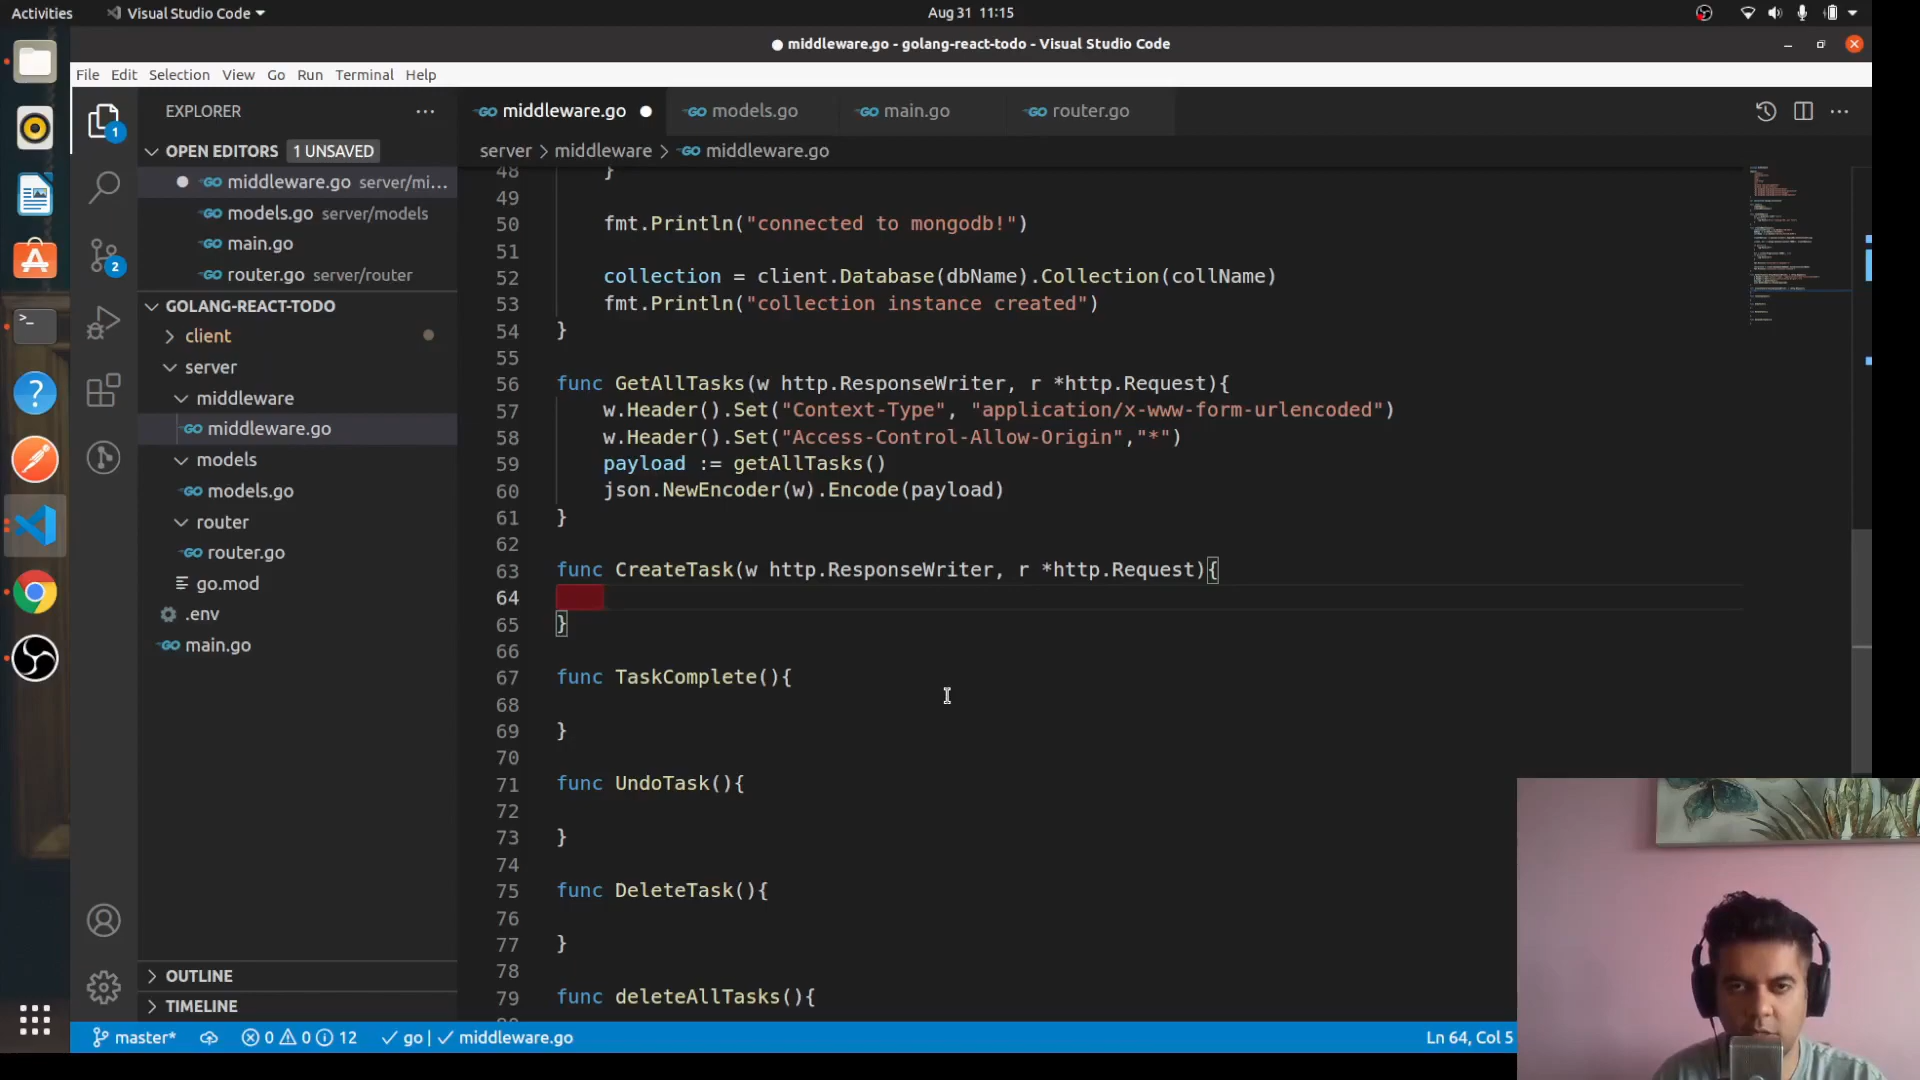 Activities
Visual Studio Code
Aug 31 11:15
● middleware.go - golang-react-todo - Visual Studio Code
File Edit Selection View Go Run Terminal Help
EXPLORER
middleware.go
models.go
main.go
router.go
OPEN EDITORS 1 UNSAVED
server > middleware > middleware.go
middleware.go server/mi...
models.go server/models
main.go
router.go server/router
GOLANG-REACT-TODO
client
server
middleware
middleware.go
models
models.go
router
router.go
go.mod
.env
main.go
OUTLINE
TIMELINE
1
2
48 }
49
50 fmt.Println("connected to mongodb!")
51
52 collection = client.Database(dbName).Collection(collName)
53 fmt.Println("collection instance created")
54 }
55
56 func GetAllTasks(w http.ResponseWriter, r *http.Request){
57 w.Header().Set("Context-Type", "application/x-www-form-urlencoded")
58 w.Header().Set("Access-Control-Allow-Origin","*")
59 payload := getAllTasks()
60 json.NewEncoder(w).Encode(payload)
61 }
62
63 func CreateTask(w http.ResponseWriter, r *http.Request){
64
65 }
66
67 func TaskComplete(){
68
69 }
70
71 func UndoTask(){
72
73 }
74
75 func DeleteTask(){
76
77 }
78
79 func deleteAllTasks(){
master* 0 0 12 go | middleware.go
Ln 64, Col 5